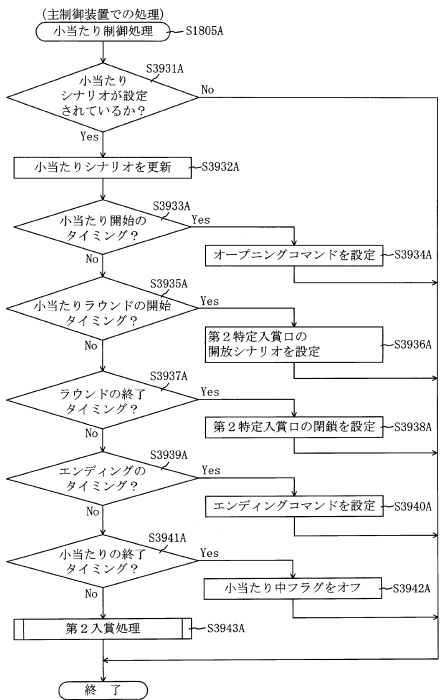 (主制御装置での処理)
小当たり制御処理
S1805A
S3931A
小当たり
シナリオが設定
されているか？
No
Yes
小当たりシナリオを更新
S3932A
S3933A
小当たり開始の
タイミング？
Yes
No
オープニングコマンドを設定
S3934A
S3935A
小当たりラウンドの開始
タイミング？
Yes
No
第２特定入賞口の
開放シナリオを設定
S3936A
S3937A
ラウンドの終了
タイミング？
Yes
No
第２特定入賞口の閉鎖を設定
S3938A
S3939A
エンディングの
タイミング？
Yes
No
エンディングコマンドを設定
S3940A
S3941A
小当たりの終了
タイミング？
Yes
No
小当たり中フラグをオフ
S3942A
第２入賞処理
S3943A
終 了